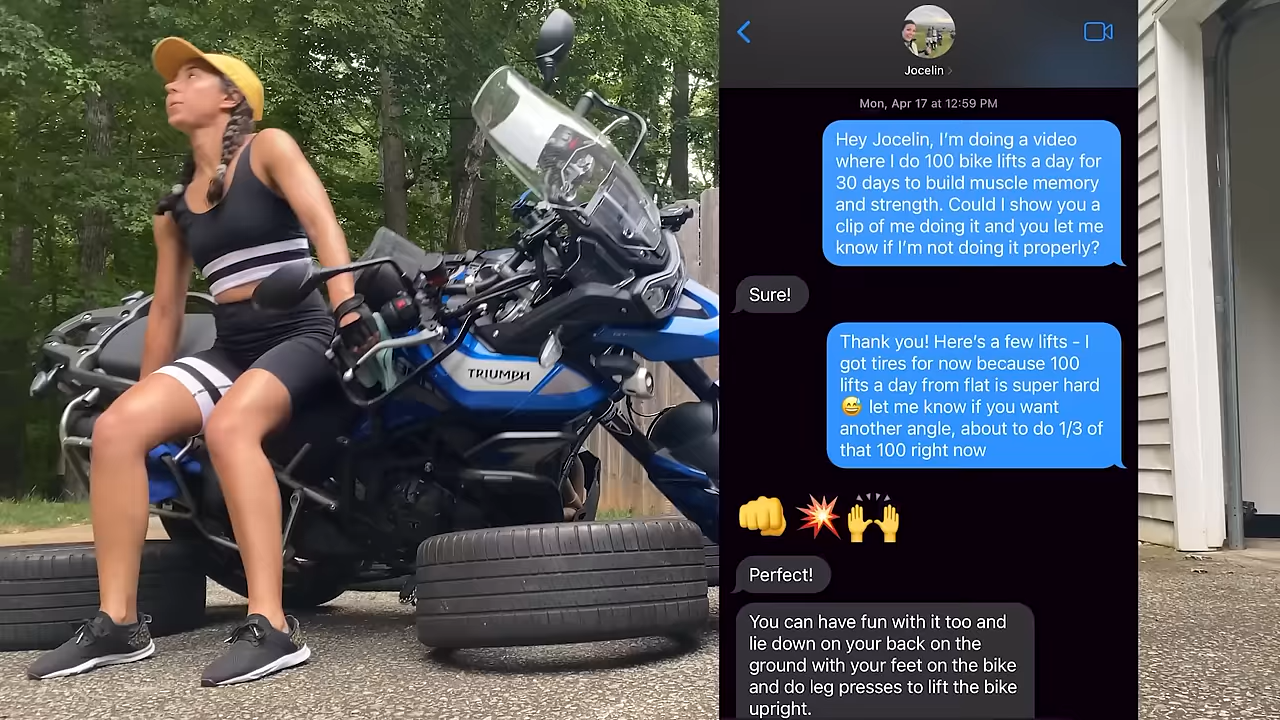 TRIUMPH
Jocelin
Mon, Apr 17 at 12:59 PM
Hey Jocelin, I'm doing a video
where I do 100 bike lifts a day for
30 days to build muscle memory
and strength. Could I show you a
clip of me doing it and you let me
know if I'm not doing it properly?
Sure!
Thank you! Here's a few lifts - I
got tires for now because 100
lifts a day from flat is super hard
😅 let me know if you want
another angle, about to do 1/3 of
that 100 right now
👊💥🙌
Perfect!
You can have fun with it too and
lie down on your back on the
ground with your feet on the bike
and do leg presses to lift the bike
upright.